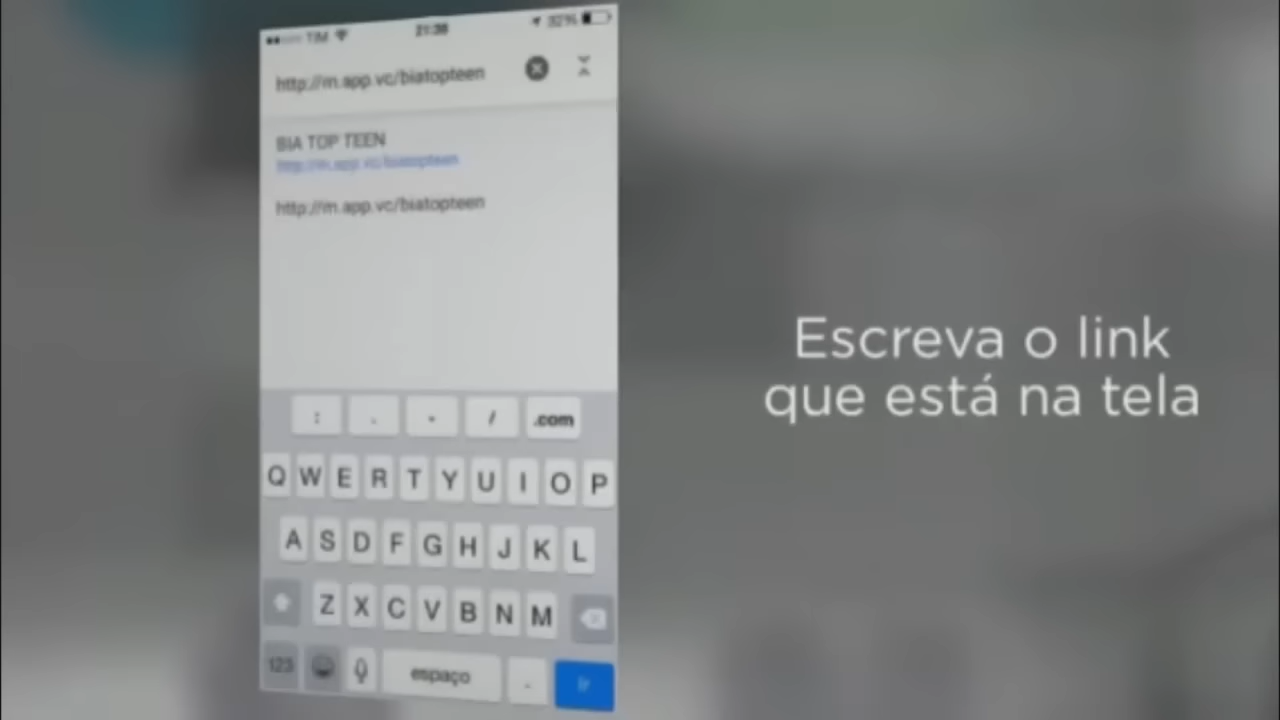 TIM 21:38 32%
http://m.app.vc/biatopteen
BIA TOP TEEN
http://m.app.vc/biatopteen
http://m.app.vc/biatopteen
Escreva o link
que está na tela
: . - / .com
Q W E R T Y U I O P
A S D F G H J K L
Z X C V B N M
123 espaço . Ir